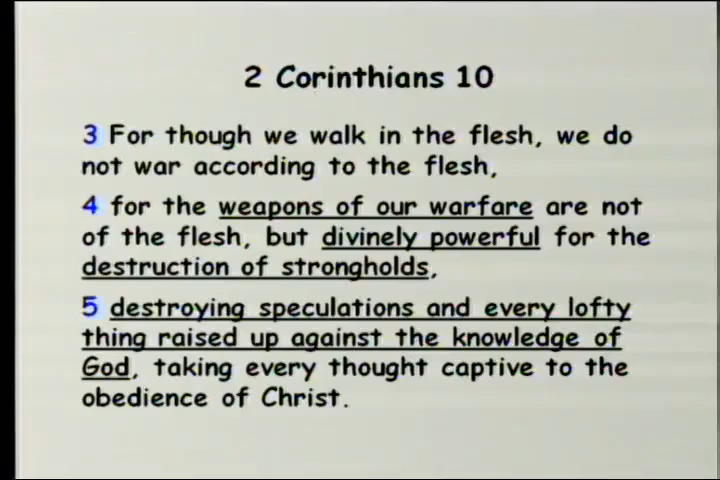 2 Corinthians 10
3 For though we walk in the flesh, we do
not war according to the flesh,
4 for the weapons of our warfare are not
of the flesh, but divinely powerful for the
destruction of strongholds,
5 destroying speculations and every lofty
thing raised up against the knowledge of
God, taking every thought captive to the
obedience of Christ.